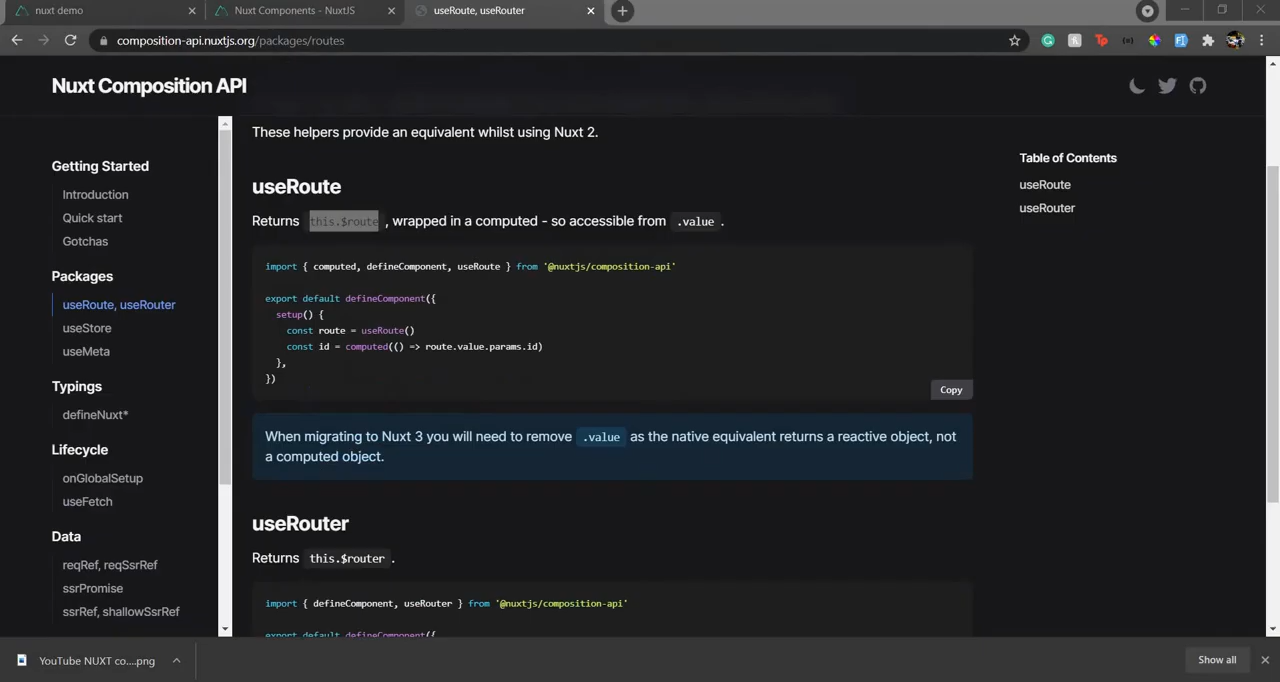 nuxt demo
Nuxt Components - NuxtJS
useRoute, useRouter
composition-api.nuxtjs.org/packages/routes
Nuxt Composition API
Getting Started
Introduction
Quick start
Gotchas
Packages
useRoute, useRouter
useStore
useMeta
Typings
defineNuxt*
Lifecycle
onGlobalSetup
useFetch
Data
reqRef, reqSsrRef
ssrPromise
ssrRef, shallowSsrRef
These helpers provide an equivalent whilst using Nuxt 2.
useRoute
Returns this.$route , wrapped in a computed - so accessible from .value .
import { computed, defineComponent, useRoute } from '@nuxtjs/composition-api'
export default defineComponent({
setup() {
const route = useRoute()
const id = computed(() => route.value.params.id)
},
})
Copy
When migrating to Nuxt 3 you will need to remove .value as the native equivalent returns a reactive object, not
a computed object.
useRouter
Returns this.$router .
import { defineComponent, useRouter } from '@nuxtjs/composition-api'
export default defineComponent({
Table of Contents
useRoute
useRouter
YouTube NUXT co....png
Show all